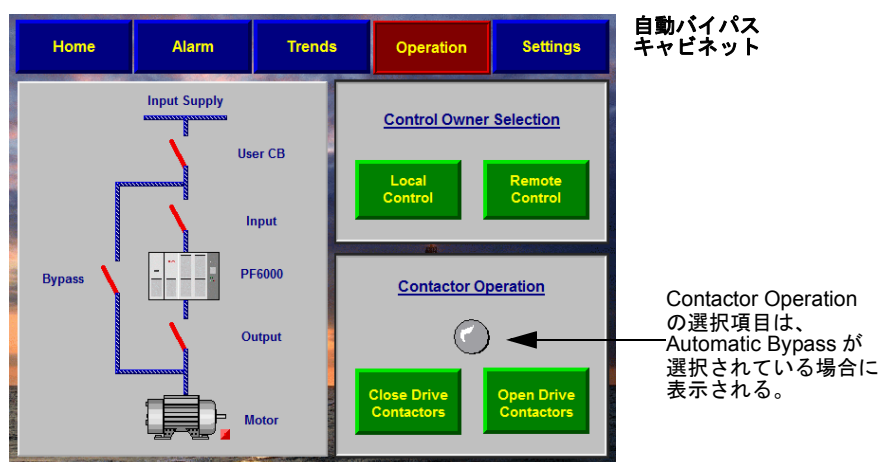 自動バイパス
キャビネット
Home
Alarm
Trends
Operation
Settings
Input Supply
User CB
Input
Bypass
PF6000
Output
Motor
Control Owner Selection
Local
Control
Remote
Control
Contactor Operation
Close Drive
Contactors
Open Drive
Contactors
Contactor Operation
の選択項目は、
Automatic Bypass が
選択されている場合に
表示される。